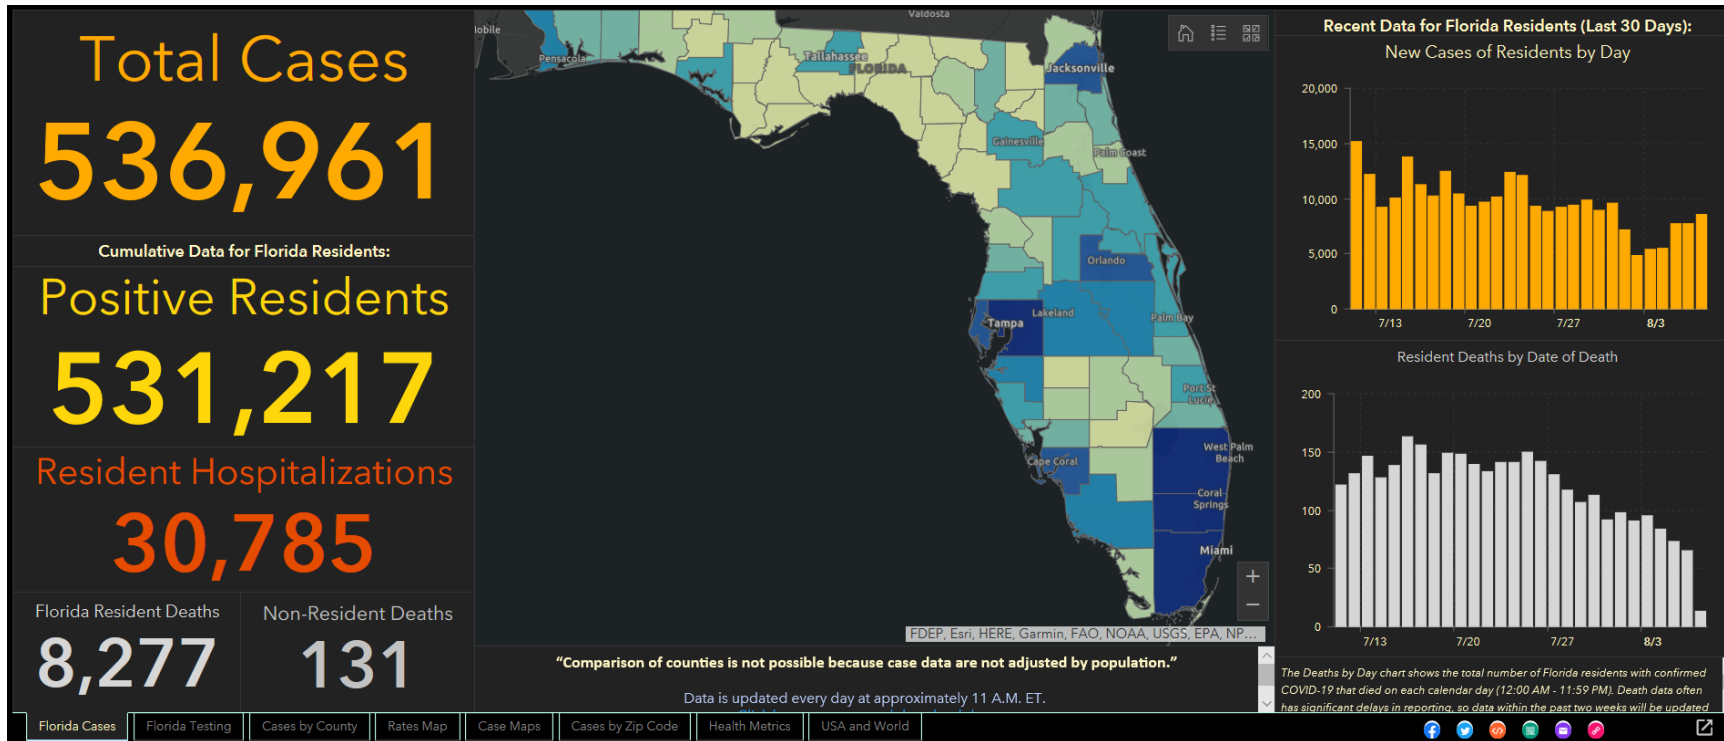 Total Cases
536,961
Cumulative Data for Florida Residents:
Positive Residents
531,217
Resident Hospitalizations
30,785
Florida Resident Deaths
8,277
Non-Resident Deaths
131
Valdosta
obile
Pensacola
Tallahassee
FLORIDA
Jacksonville
Gainesville
Palm Coast
Orlando
Lakeland
Tampa
Palm Bay
Port St
Lucie
West Palm
Beach
Cape Coral
Coral
Springs
Miami
+
−
FDEP, Esri, HERE, Garmin, FAO, NOAA, USGS, EPA, NP...
“Comparison of counties is not possible because case data are not adjusted by population.”
Data is updated every day at approximately 11 A.M. ET.
Recent Data for Florida Residents (Last 30 Days):
New Cases of Residents by Day
20,000
15,000
10,000
5,000
0
7/13 7/20 7/27 8/3
Resident Deaths by Date of Death
200
150
100
50
0
7/13 7/20 7/27 8/3
The Deaths by Day chart shows the total number of Florida residents with confirmed
COVID-19 that died on each calendar day (12:00 AM - 11:59 PM). Death data often
has significant delays in reporting, so data within the past two weeks will be updated
Florida Cases Florida Testing Cases by County Rates Map Case Maps Cases by Zip Code Health Metrics USA and World